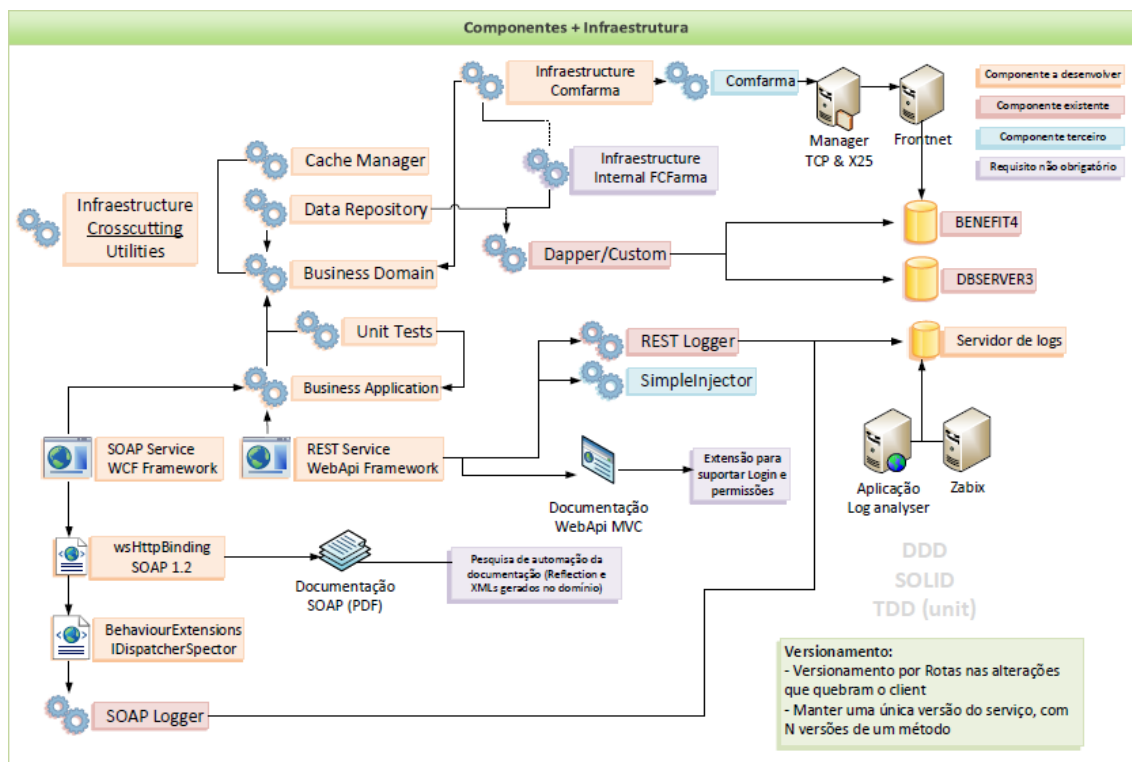 Componentes + Infraestrutura
Infraestructure
Comfarma
Comfarma
Manager
TCP & X25
Frontnet
Componente a desenvolver
Componente existente
Componente terceiro
Requisito não obrigatório
Cache Manager
Infraestructure
Internal FCFarma
Infraestructure
Crosscutting
Utilities
Data Repository
Business Domain
Dapper/Custom
BENEFIT4
DBSERVER3
Unit Tests
REST Logger
Servidor de logs
Business Application
SimpleInjector
SOAP Service
WCF Framework
REST Service
WebApi Framework
Documentação
WebApi MVC
Extensão para
suportar Login e
permissões
Aplicação
Log analyser
Zabix
wsHttpBinding
SOAP 1.2
Documentação
SOAP (PDF)
Pesquisa de automação da
documentação (Reflection e
XMLs gerados no domínio)
DDD
SOLID
TDD (unit)
BehaviourExtensions
IDispatcherSpector
SOAP Logger
Versionamento:
- Versionamento por Rotas nas alterações
que quebram o client
- Manter uma única versão do serviço, com
N versões de um método